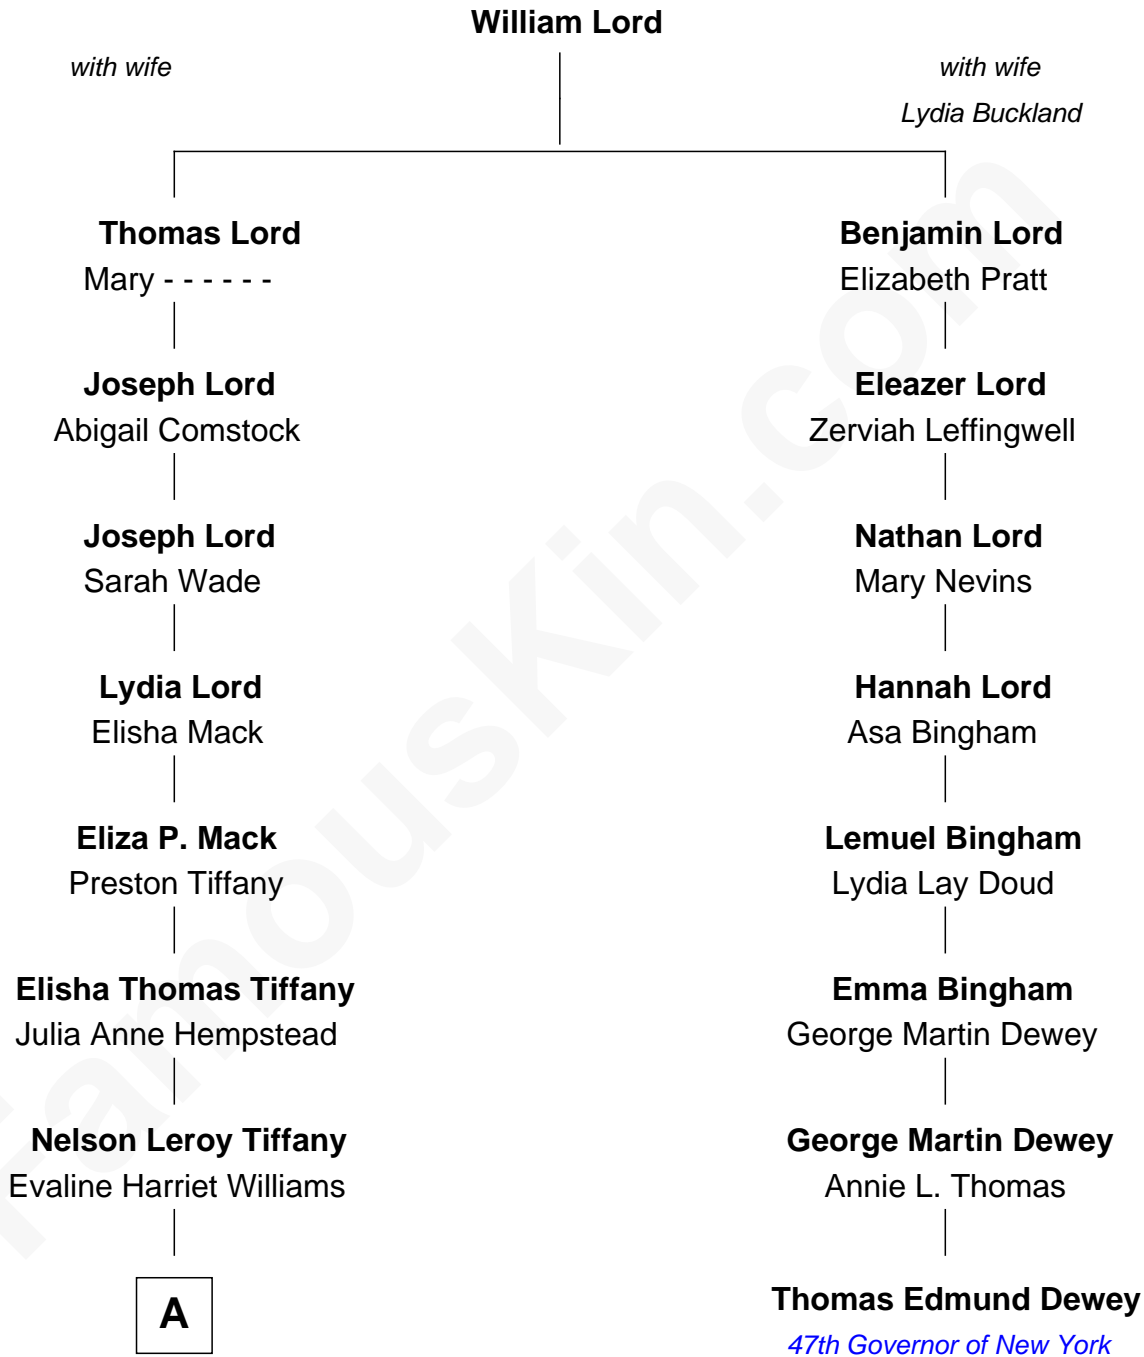 William Lord
with wife
with wife
Lydia Buckland
Thomas Lord
Mary - - - - - -
Benjamin Lord
Elizabeth Pratt
Joseph Lord
Abigail Comstock
Eleazer Lord
Zerviah Leffingwell
Joseph Lord
Sarah Wade
Nathan Lord
Mary Nevins
Lydia Lord
Elisha Mack
Hannah Lord
Asa Bingham
Eliza P. Mack
Preston Tiffany
Lemuel Bingham
Lydia Lay Doud
Elisha Thomas Tiffany
Julia Anne Hempstead
Emma Bingham
George Martin Dewey
Nelson Leroy Tiffany
Evaline Harriet Williams
George Martin Dewey
Annie L. Thomas
A
Thomas Edmund Dewey
47th Governor of New York
FamousKin.com